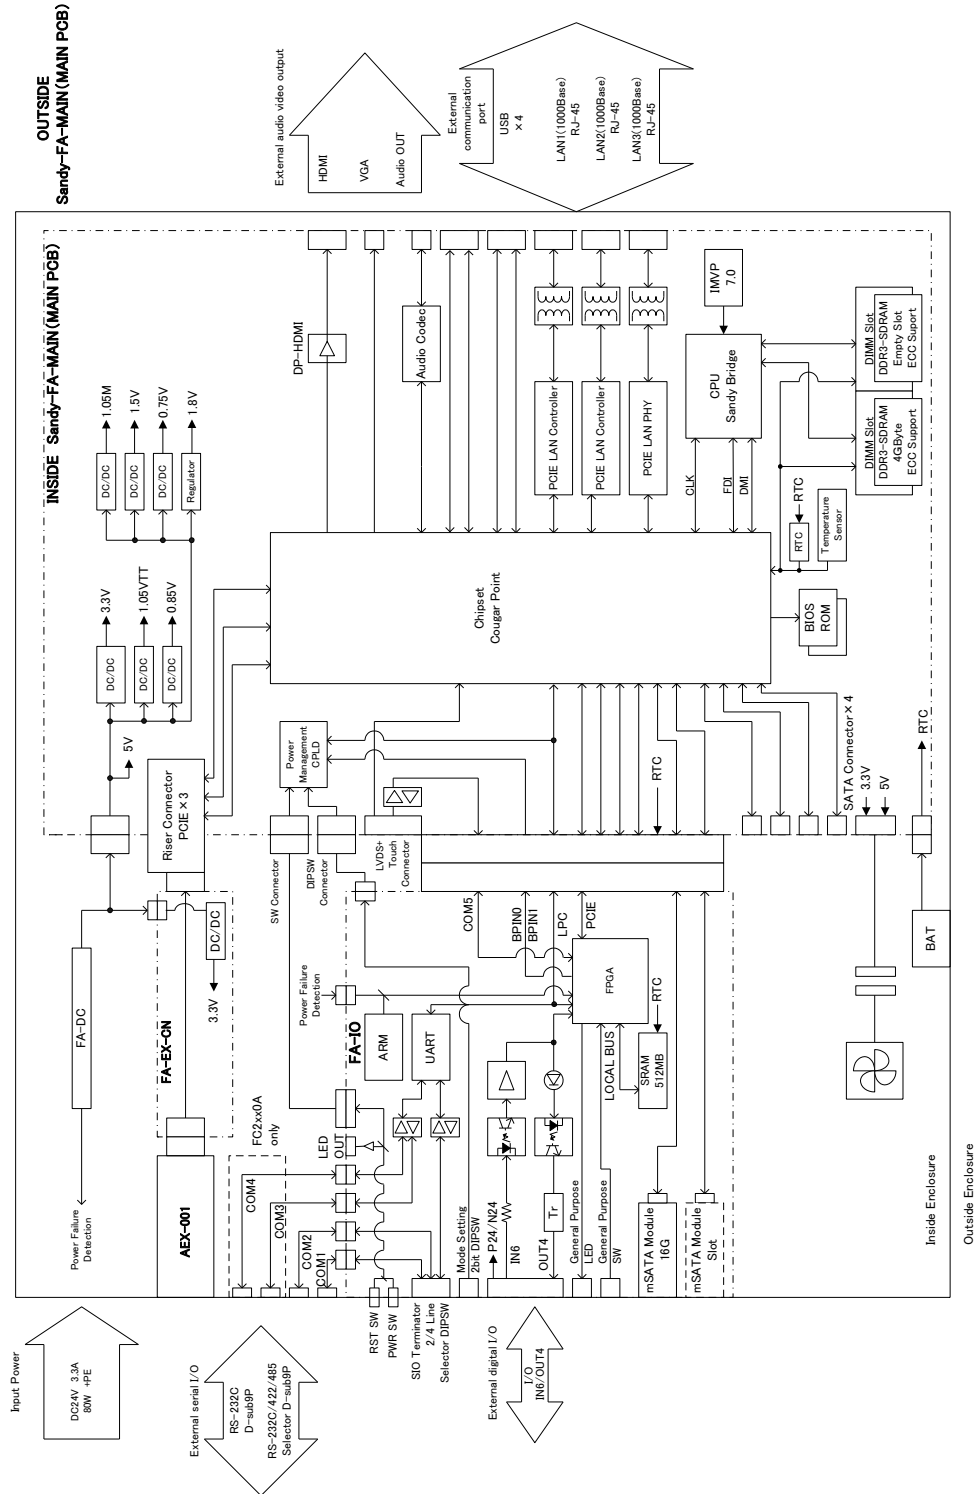 OUTSIDE
Sandy-FA-MAIN(MAIN PCB)
INSIDE Sandy-FA-MAIN(MAIN PCB)
External audio video output
HDMI
VGA
Audio OUT
External
communication
port
USB
×4
LAN1(1000Base)
RJ-45
LAN2(1000Base)
RJ-45
LAN3(1000Base)
RJ-45
DC/DC
1.05M
DC/DC
1.5V
DC/DC
0.75V
Regulator
1.8V
DP-HDMI
Audio Codec
PCIE LAN Controller
PCIE LAN Controller
PCIE LAN PHY
IMVP
7.0
CPU
Sandy Bridge
CLK
FDI
DMI
DIMM Slot
DDR3-SDRAM
Empty Slot
ECC Support
DIMM Slot
DDR3-SDRAM
4GByte
ECC Support
RTC
RTC
Temperature
Sensor
BIOS
ROM
Chipset
Cougar Point
DC/DC
3.3V
DC/DC
1.05VTT
DC/DC
0.85V
5V
Riser Connector
PCIE×3
Power
Management
CPLD
RTC
SATA Connector×4
3.3V
5V
RTC
SW Connector
DIPSW
Connector
LVDS+
Touch
Connector
FA-DC
FA-EX-CN
DC/DC
3.3V
Power Failure
Detection
AEX-001
FC2xx0A
only
COM4
COM3
COM2
COM1
LED
OUT
Power Failure
Detection
FA-IO
ARM
UART
COM5
BPIN0
BPIN1
LPC
PCIE
FPGA
RTC
LOCAL BUS
SRAM
512MB
BAT
RST SW
PWR SW
SIO Terminator
2/4 Line
Selector DIPSW
Mode Setting
2bit DIPSW
P24/N24
IN6
OUT4
Tr
General Purpose
LED
General Purpose
SW
mSATA Module
16G
mSATA Module
Slot
Inside Enclosure
Outside Enclosure
Input Power
DC24V 3.3A
80W +PE
External serial I/O
RS-232C
D-sub9P
RS-232C/422/485
Selector D-sub9P
External digital I/O
I/O
IN6/OUT4